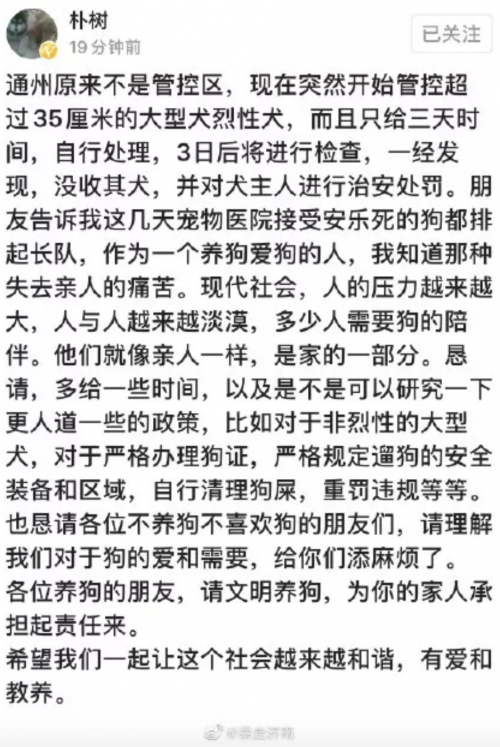 朴树
19分钟前
已关注
通州原来不是管控区，现在突然开始管控超
过35厘米的大型犬烈性犬，而且只给三天时
间，自行处理，3日后将进行检查，一经发
现，没收其犬，并对犬主人进行治安处罚。朋
友告诉我这几天宠物医院接受安乐死的狗都排
起长队，作为一个养狗爱狗的人，我知道那种
失去亲人的痛苦。现代社会，人的压力越来越
大，人与人越来越淡漠，多少人需要狗的陪
伴。他们就像亲人一样，是家的一部分。恳
请，多给一些时间，以及是不是可以研究一下
更人道一些的政策，比如对于非烈性的大型
犬，对于严格办理狗证，严格规定遛狗的安全
装备和区域，自行清理狗屎，重罚违规等等。
也恳请各位不养狗不喜欢狗的朋友们，请理解
我们对于狗的爱和需要，给你们添麻烦了。
各位养狗的朋友，请文明养狗，为你的家人承
担起责任来。
希望我们一起让这个社会越来越和谐，有爱和
教养。